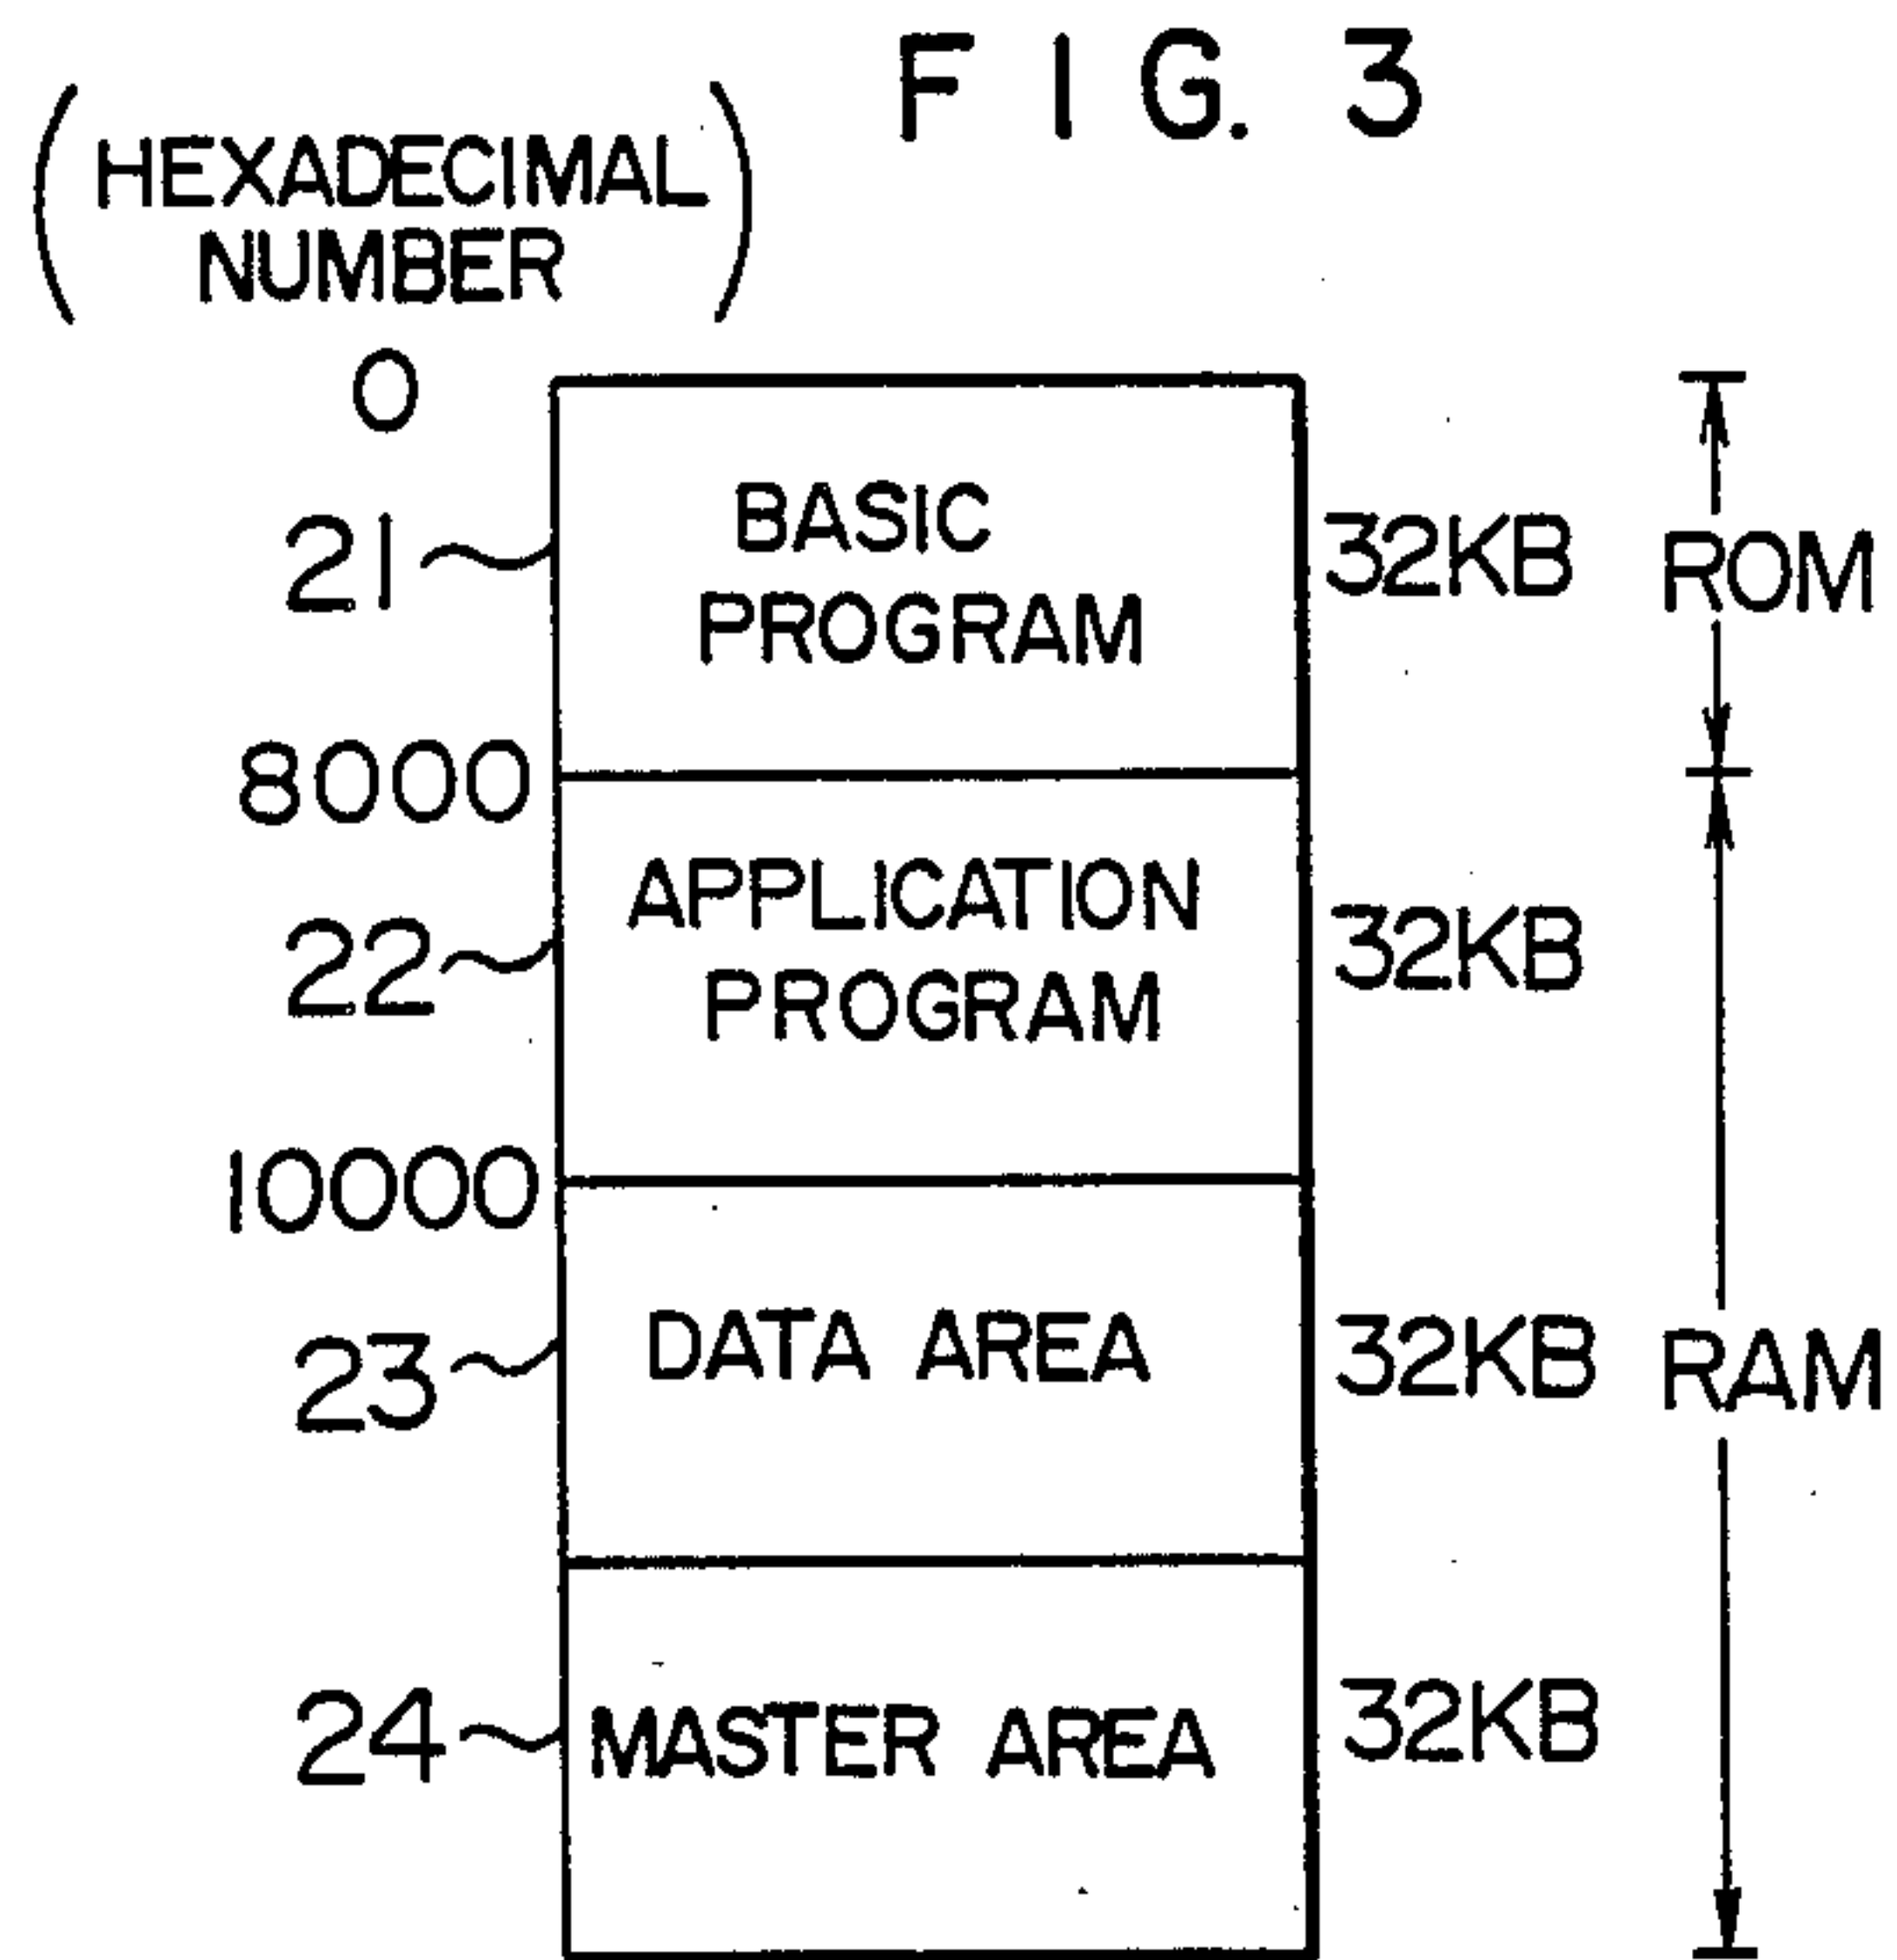 FIG. 3
(HEXADECIMAL
NUMBER)
0
21
BASIC
PROGRAM
32KB
ROM
8000
22
APPLICATION
PROGRAM
32KB
10000
23
DATA AREA
32KB
RAM
24
MASTER AREA
32KB